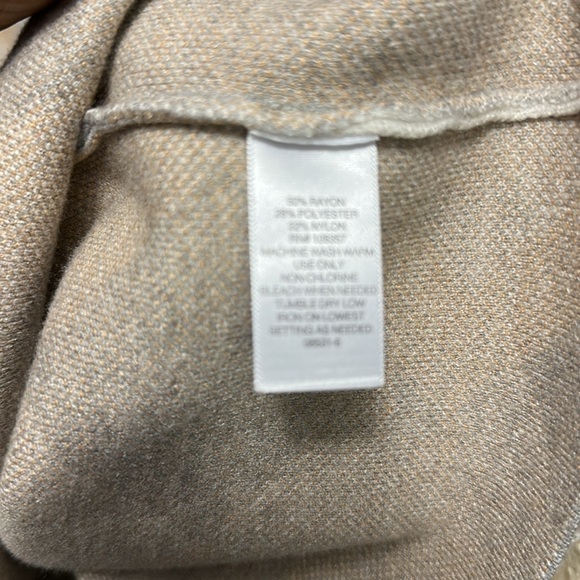 50% RAYON
28% POLYESTER
22% NYLON
RN#
MACHINE WASH WARM
USE ONLY
NON-CHLORINE
BLEACH WHEN NEEDED
TUMBLE DRY LOW
IRON ON LOWEST
SETTING AS NEEDED